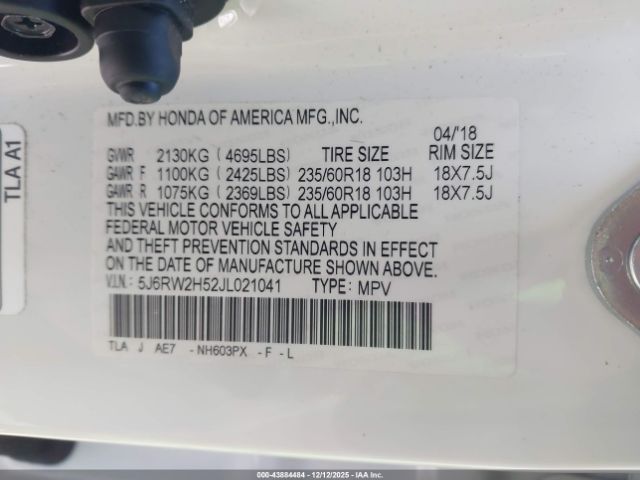 MFD.BY HONDA OF AMERICA MFG.,INC.
04/'18
GVWR 2130KG ( 4695LBS) TIRE SIZE RIM SIZE
GAWR F 1100KG ( 2425LBS) 235/60R18 103H 18X7.5J
GAWR R 1075KG ( 2369LBS) 235/60R18 103H 18X7.5J
THIS VEHICLE CONFORMS TO ALL APPLICABLE
FEDERAL MOTOR VEHICLE SAFETY
AND THEFT PREVENTION STANDARDS IN EFFECT
ON THE DATE OF MANUFACTURE SHOWN ABOVE.
V.I.N.: 5J6RW2H52JL021041 TYPE: MPV
TLA J AE7 -NH603PX -F -L
TLA A1
000-43884484 - 12/12/2025 - IAA Inc.